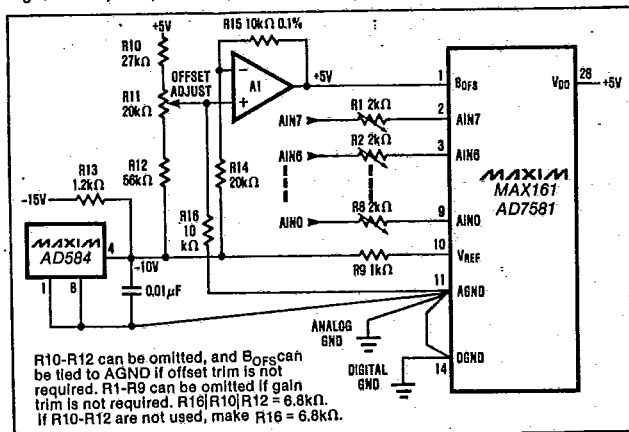 R15 10kΩ 0.1%
+5V
R10
27kΩ
OFFSET
ADJUST
R11
20kΩ
−
+
A1
+5V
1
BOFS
VDD
28
+5V
R1 2kΩ
AIN7
2
AIN7
R2 2kΩ
AIN6
3
AIN6
MAXIM
MAX161
AD7581
R13
1.2kΩ
−15V
R12
56kΩ
R14
20kΩ
R16
10
kΩ
R8 2kΩ
AIN0
9
AIN0
MAXIM
AD584
4
−10V
R9 1kΩ
10
VREF
11
AGND
1
8
0.01µF
ANALOG
GND
DIGITAL
GND
14
DGND
R10-R12 can be omitted, and BOFS can
be tied to AGND if offset trim is not
required. R1-R9 can be omitted if gain
trim is not required. R16|R10|R12 = 6.8kΩ.
If R10-R12 are not used, make R16 = 6.8kΩ.